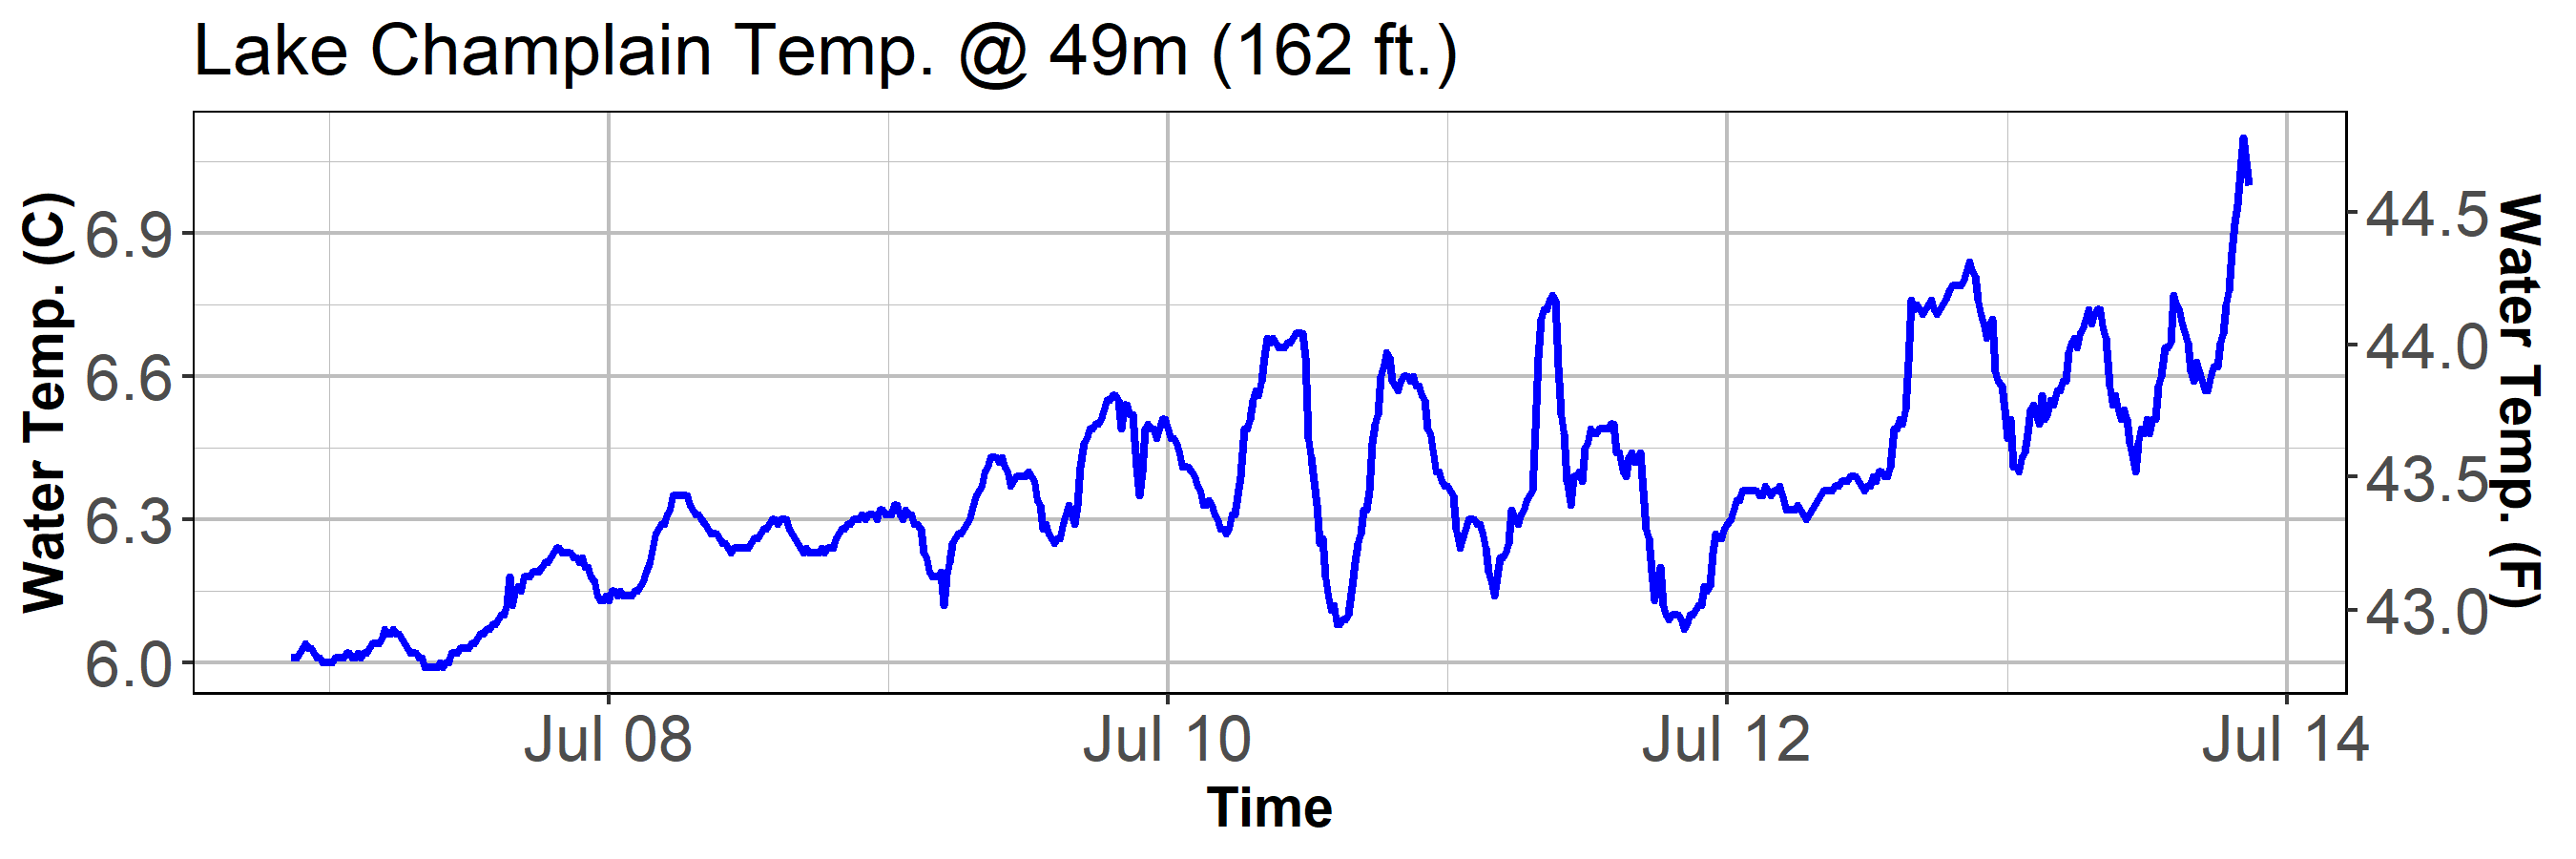 Lake Champlain Temp. @ 49m (162 ft.)
Water Temp. (C)
6.9
6.6
6.3
6.0
44.5
44.0
43.5
43.0
Water Temp. (F)
Jul 08 Jul 10 Jul 12 Jul 14
Time